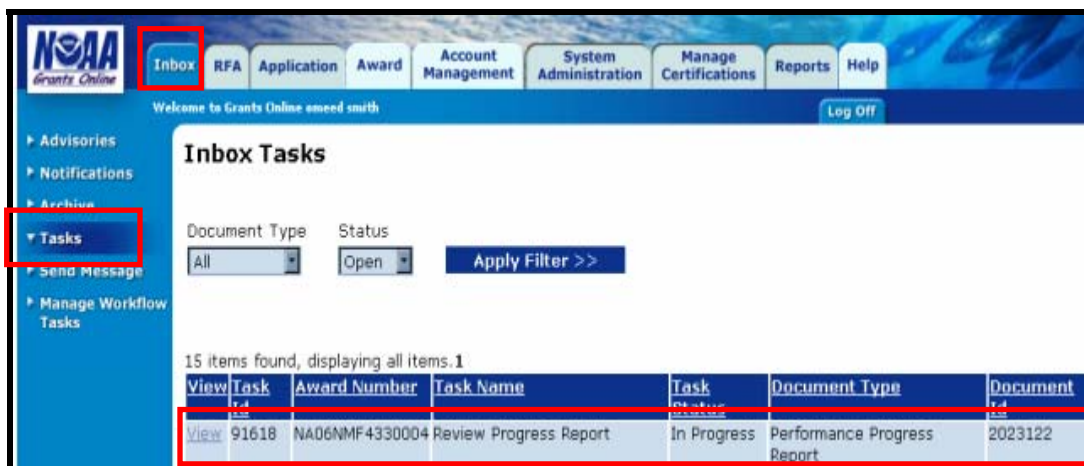 NOAA
Grants Online
Inbox RFA Application Award Account Management System Administration Manage Certifications Reports Help
Welcome to Grants Online omeed smith
Log Off
Advisories
Notifications
Archive
Tasks
Send Message
Manage Workflow Tasks
Inbox Tasks
Document Type Status
All Open Apply Filter >>
15 items found, displaying all items.1
View Task Id Award Number Task Name Task Status Document Type Document Id
View 91618 NA06NMF4330004 Review Progress Report In Progress Performance Progress Report 2023122